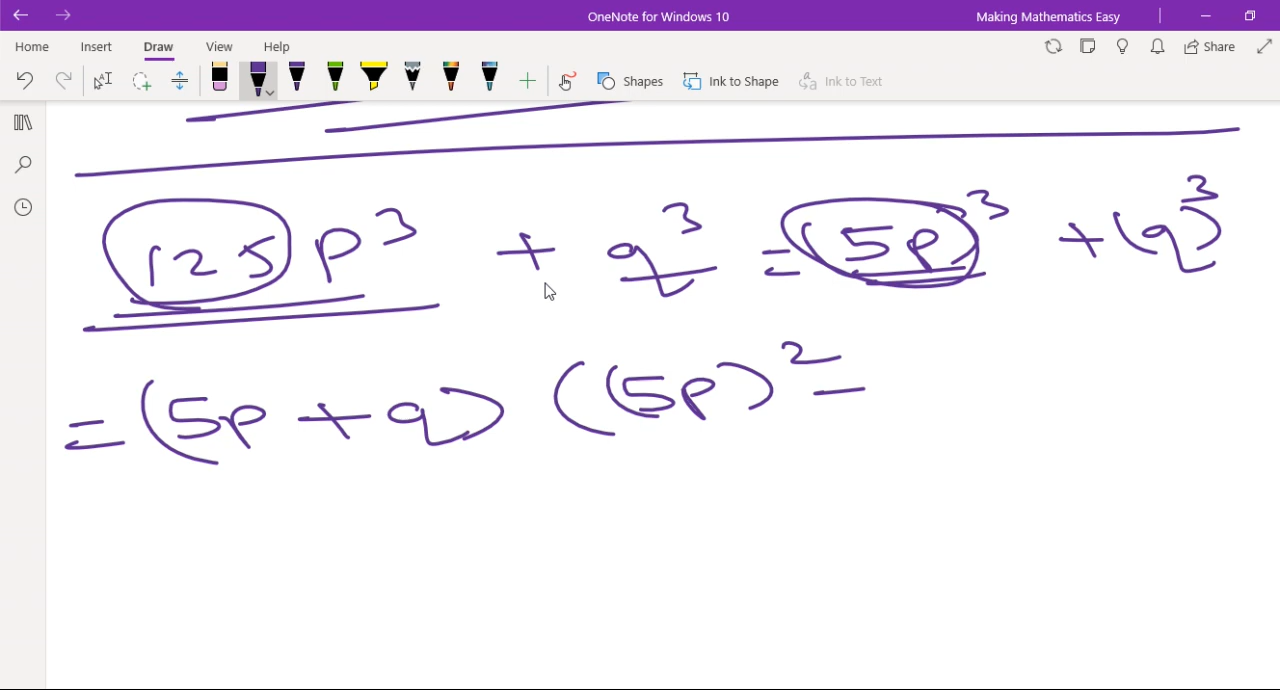 OneNote for Windows 10
Making Mathematics Easy
Home Insert Draw View Help
Share
Shapes Ink to Shape Ink to Text
125p³ + q³ = (5p)³ + (q)³
= (5p + q) ((5p)² –